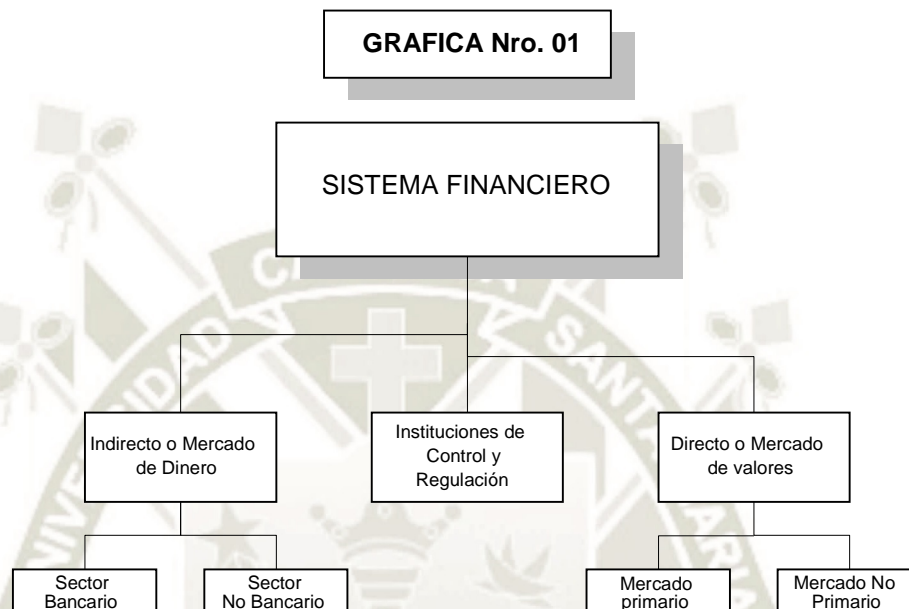 GRAFICA Nro. 01
SISTEMA FINANCIERO
Indirecto o Mercado
de Dinero
Instituciones de
Control y
Regulación
Directo o Mercado
de valores
Sector
Bancario
Sector
No Bancario
Mercado
primario
Mercado No
Primario